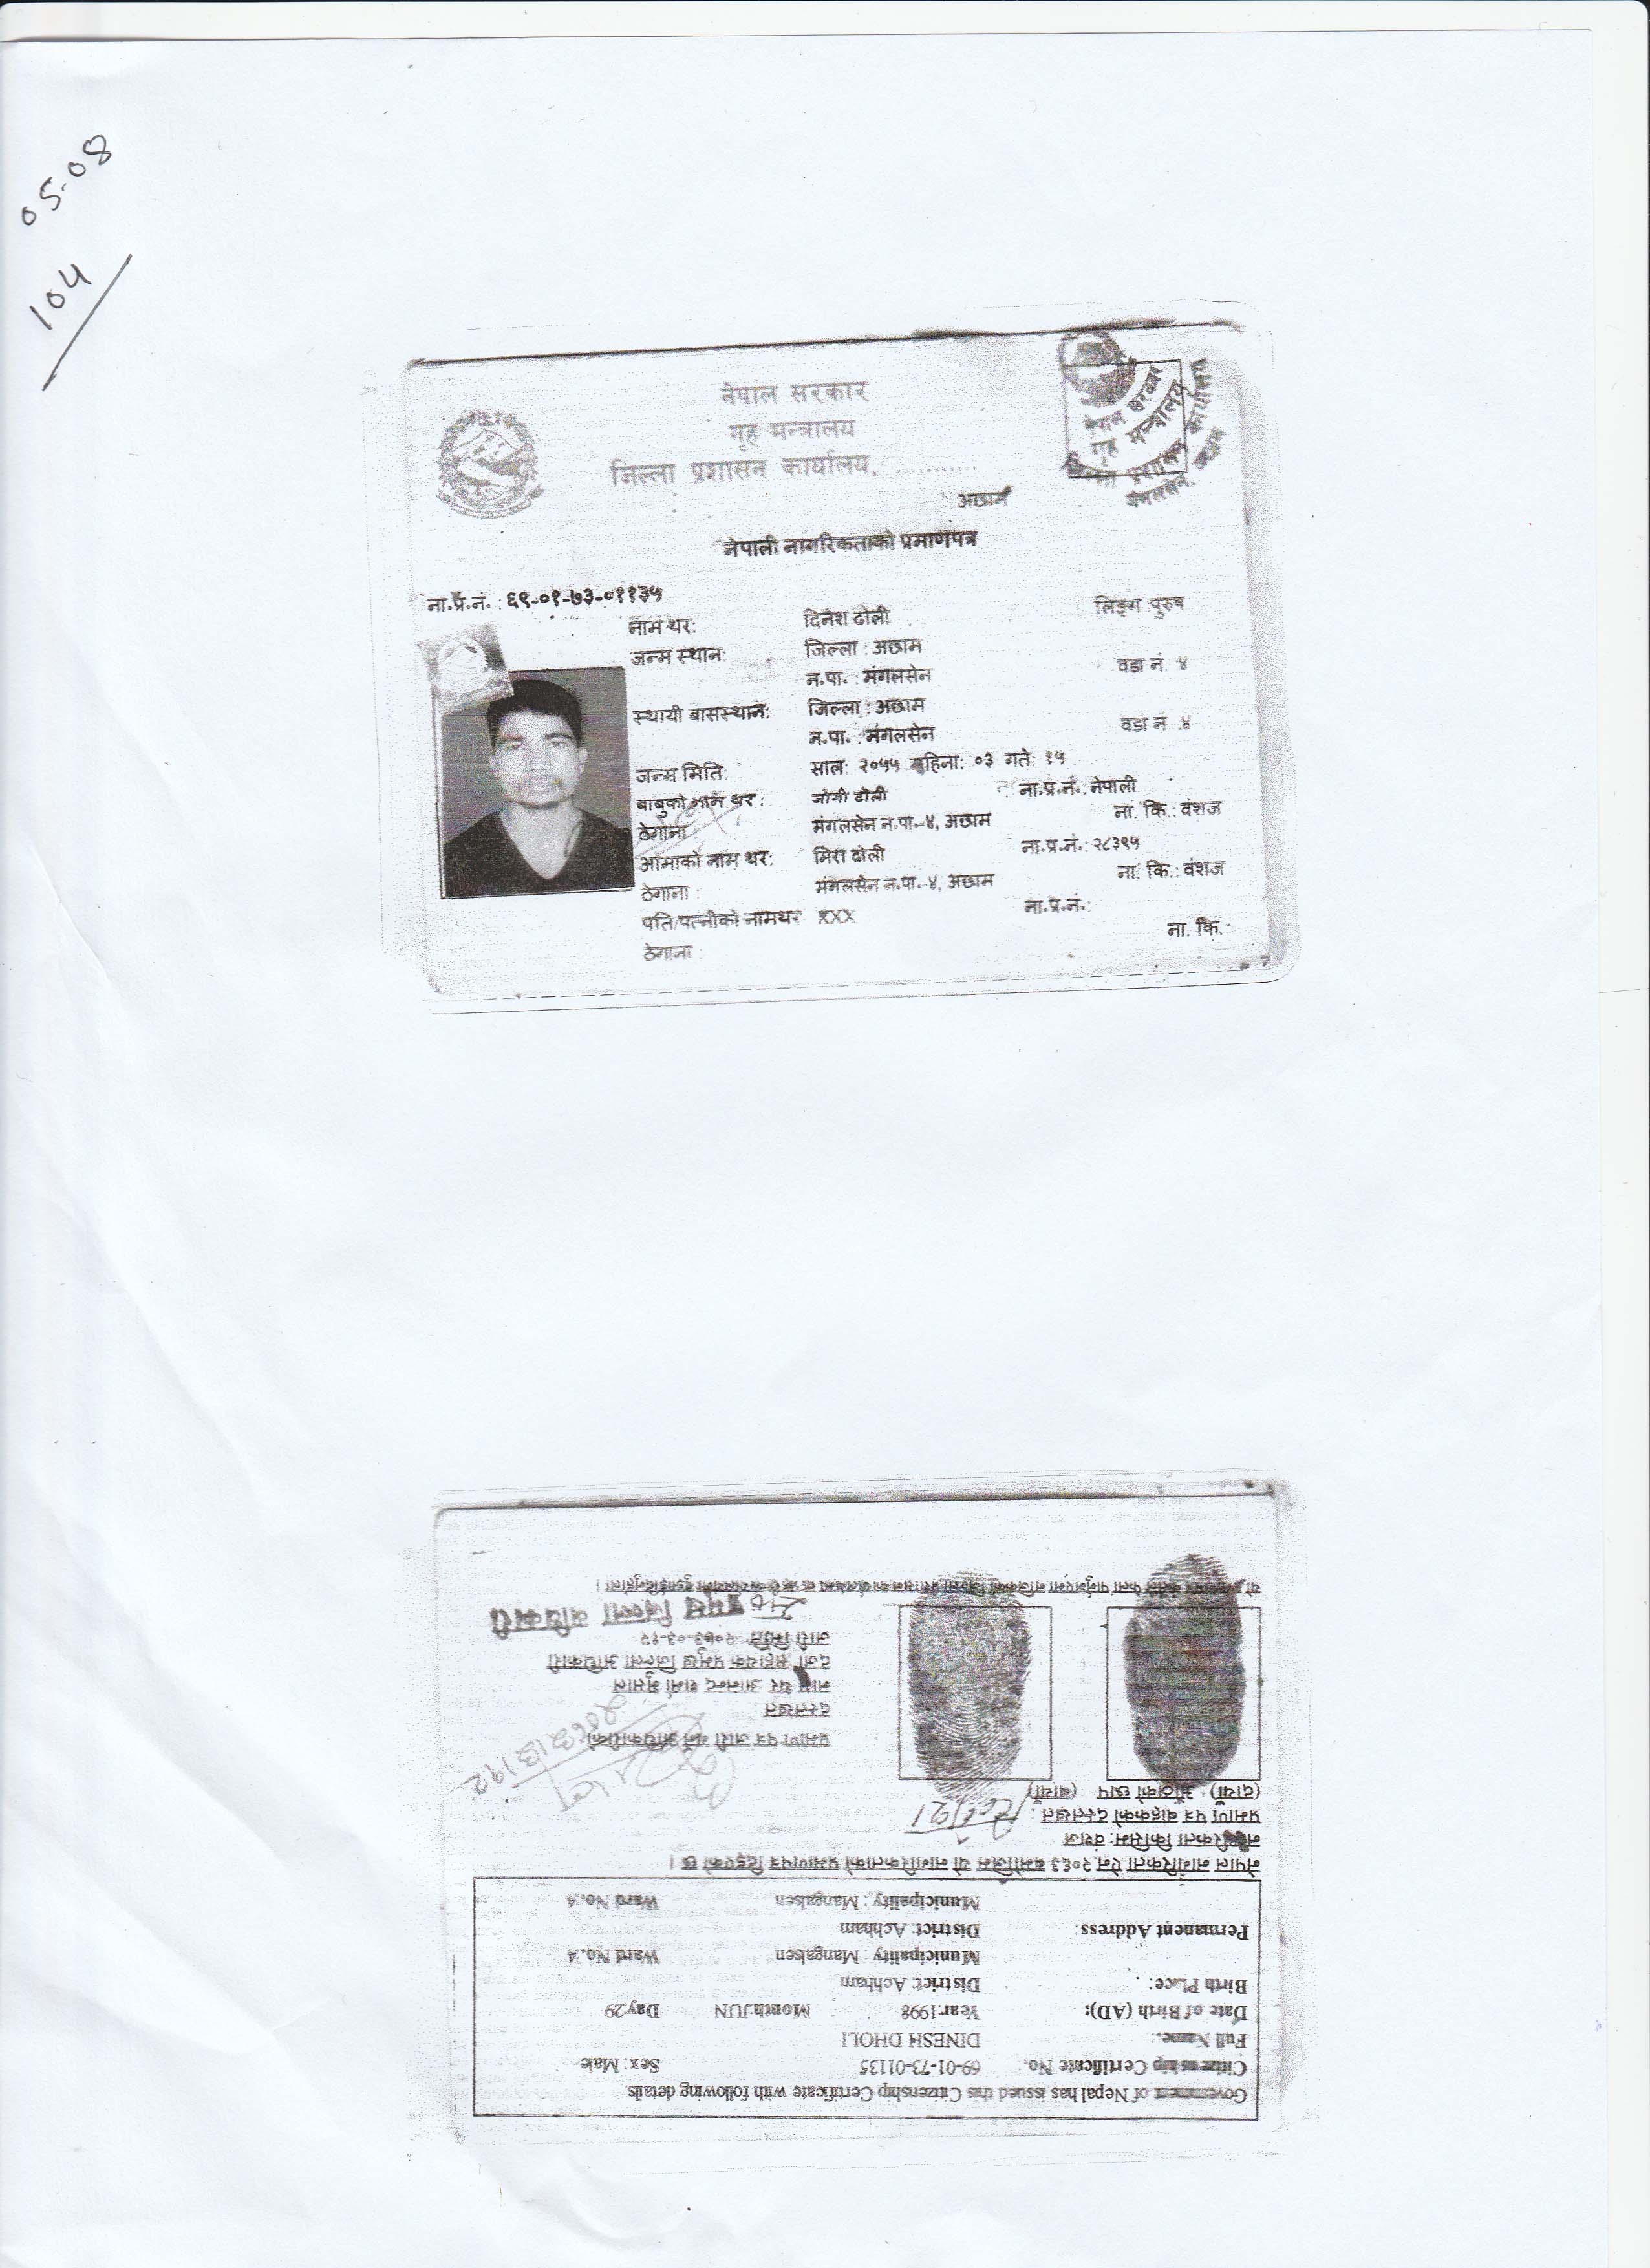 05-08
104
नेपाल सरकार
गृह मन्त्रालय
जिल्ला प्रशासन कार्यालय, ............
अछाम
नेपाल सरकार
गृह मन्त्रालय
कार्यालय
मंगलसेन,
नेपाली नागरिकताको प्रमाणपत्र
ना.प्र.नं. : ६९-०१-७३-०११३५
नाम थर: दिनेश ढोली लिङ्ग :पुरुष
जन्म स्थान: जिल्ला : अछाम
न.पा. : मंगलसेन वडा नं ४
स्थायी बासस्थान: जिल्ला : अछाम
न.पा. : मंगलसेन वडा नं ४
जन्म मिति: साल: २०५५ महिना: ०३ गते: १५
बाबुको नाम थर : जोगी ढोली ना.प्र.नं. : नेपाली
ठेगाना मंगलसेन न.पा.-४, अछाम ना. कि.: वंशज
आमाको नाम थर: मिरा ढोली ना.प्र.नं.: २८३९५
ठेगाना : मंगलसेन न.पा.-४, अछाम ना. कि.: वंशज
पति/पत्नीको नामथर XXX ना.प्र.नं.:
ठेगाना ना. कि.-
Government of Nepal has issued this Citizenship Certificate with following details.
Citizenship Certificate No. 69-01-73-01135 Sex: Male
Full Name.: DINESH DHOLI
Date of Birth (AD): Year:1998 Month:JUN Day:29
Birth Place: District: Achham
Municipality : Mangalsen Ward No.4
Permanent Address: District: Achham
Municipality : Mangalsen Ward No.4
नेपाल नागरिकता ऐन २०६३ बमोजिम यो नागरिकताको प्रमाणपत्र दिइएको छ ।
नागरिकता किसिम: वंशज
प्रमाण पत्र बाहकको दस्तखत :
(दायाँ) औंठाको छाप (बायाँ)
प्रमाण पत्र जारी गर्ने अधिकारीको
२०७३/३/१२
दस्तखत :
नाम थर: आनन्द शर्मा भुसाल
दर्जा: सहायक प्रमुख जिल्ला अधिकारी
जारी मिति: २०७३-०३-१२
प्रमुख जिल्ला अधिकारी